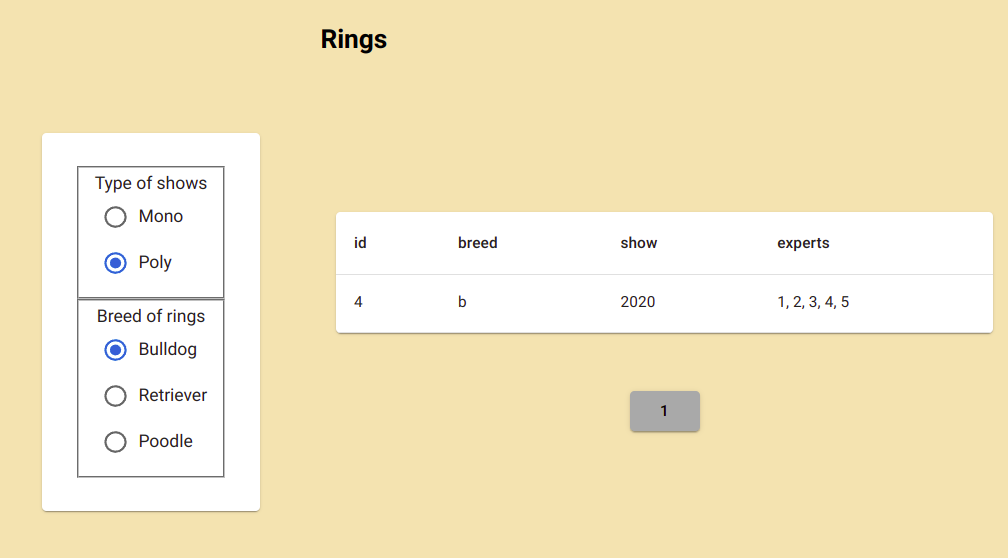 Rings
Type of shows
Mono
Poly
Breed of rings
Bulldog
Retriever
Poodle
id breed show experts
4 b 2020 1, 2, 3, 4, 5
1